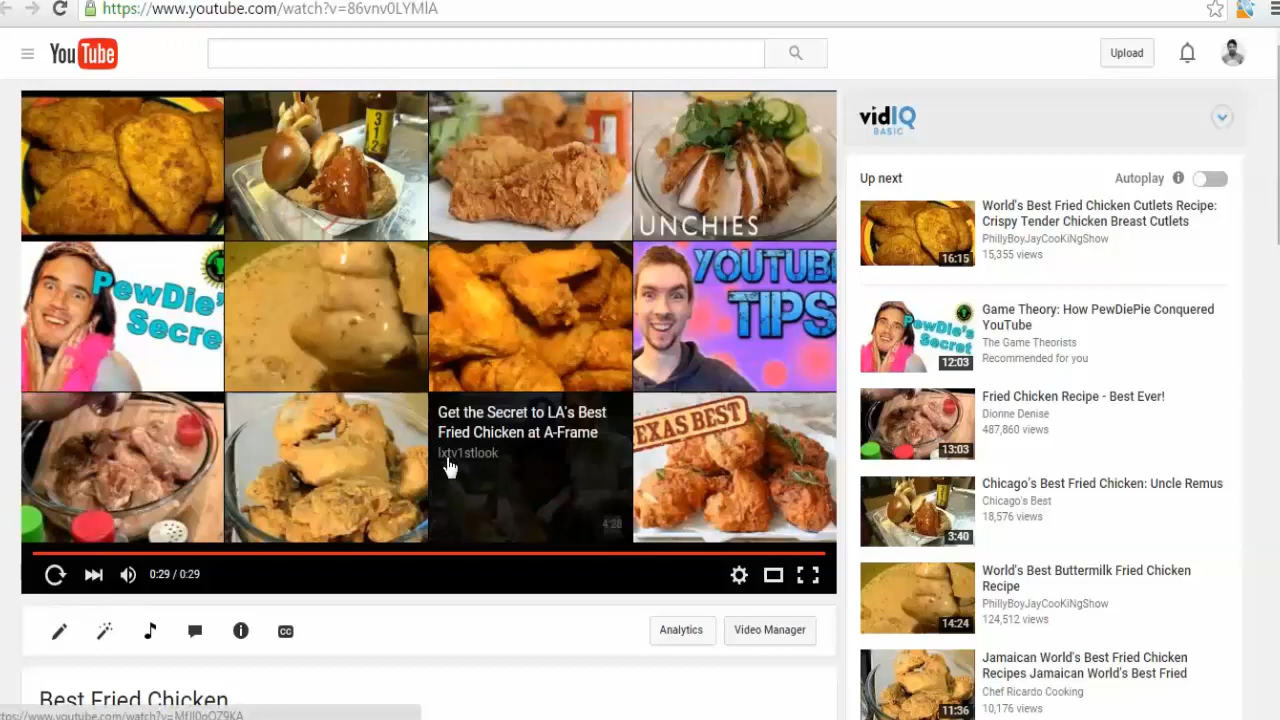 https://www.youtube.com/watch?v=86vnv0LYMlA
YouTube
Upload
vidIQ
BASIC
312
UNCHIES
PewDie'
Secre
YOUTUB
TIPS
Get the Secret to LA's Best
Fried Chicken at A-Frame
lxtv1stlook
4:28
EXAS BEST
0:29 / 0:29
Analytics
Video Manager
Best Fried Chicken
Up next
Autoplay
World's Best Fried Chicken Cutlets Recipe:
Crispy Tender Chicken Breast Cutlets
PhillyBoyJayCooKiNgShow
15,355 views
16:15
Game Theory: How PewDiePie Conquered
YouTube
The Game Theorists
Recommended for you
PewDie's
Secret
12:03
Fried Chicken Recipe - Best Ever!
Dionne Denise
487,860 views
13:03
Chicago's Best Fried Chicken: Uncle Remus
Chicago's Best
18,576 views
3:40
World's Best Buttermilk Fried Chicken
Recipe
PhillyBoyJayCooKiNgShow
124,512 views
14:24
Jamaican World's Best Fried Chicken
Recipes Jamaican World's Best Fried
Chef Ricardo Cooking
10,176 views
11:36